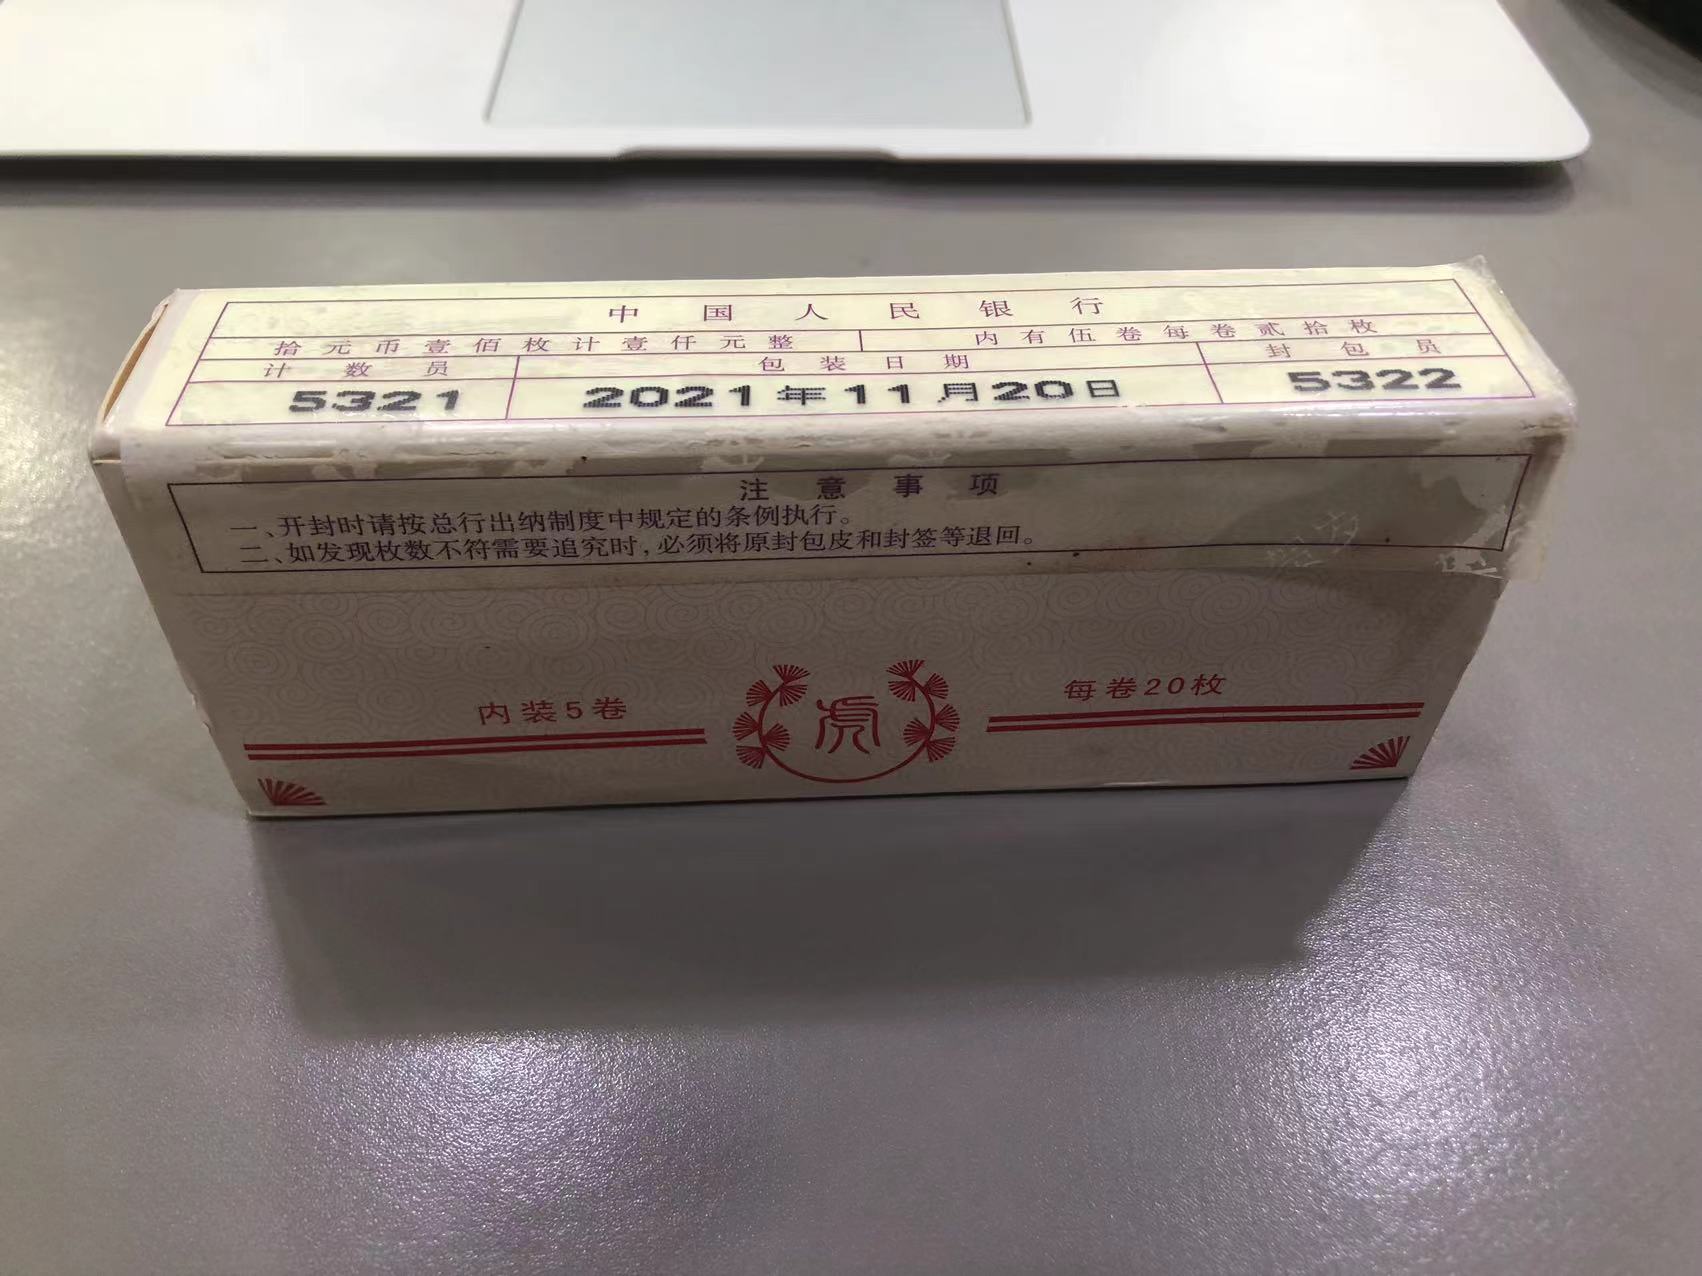 中国人民银行
拾元币壹佰枚计壹仟元整 内有伍卷每卷贰拾枚
计数员 包装日期 封包员
5321 2021年11月20日 5322
注意事项
一、开封时请按总行出纳制度中规定的条例执行。
二、如发现枚数不符需要追究时，必须将原封包皮和封签等退回。
内装5卷 虎 每卷20枚